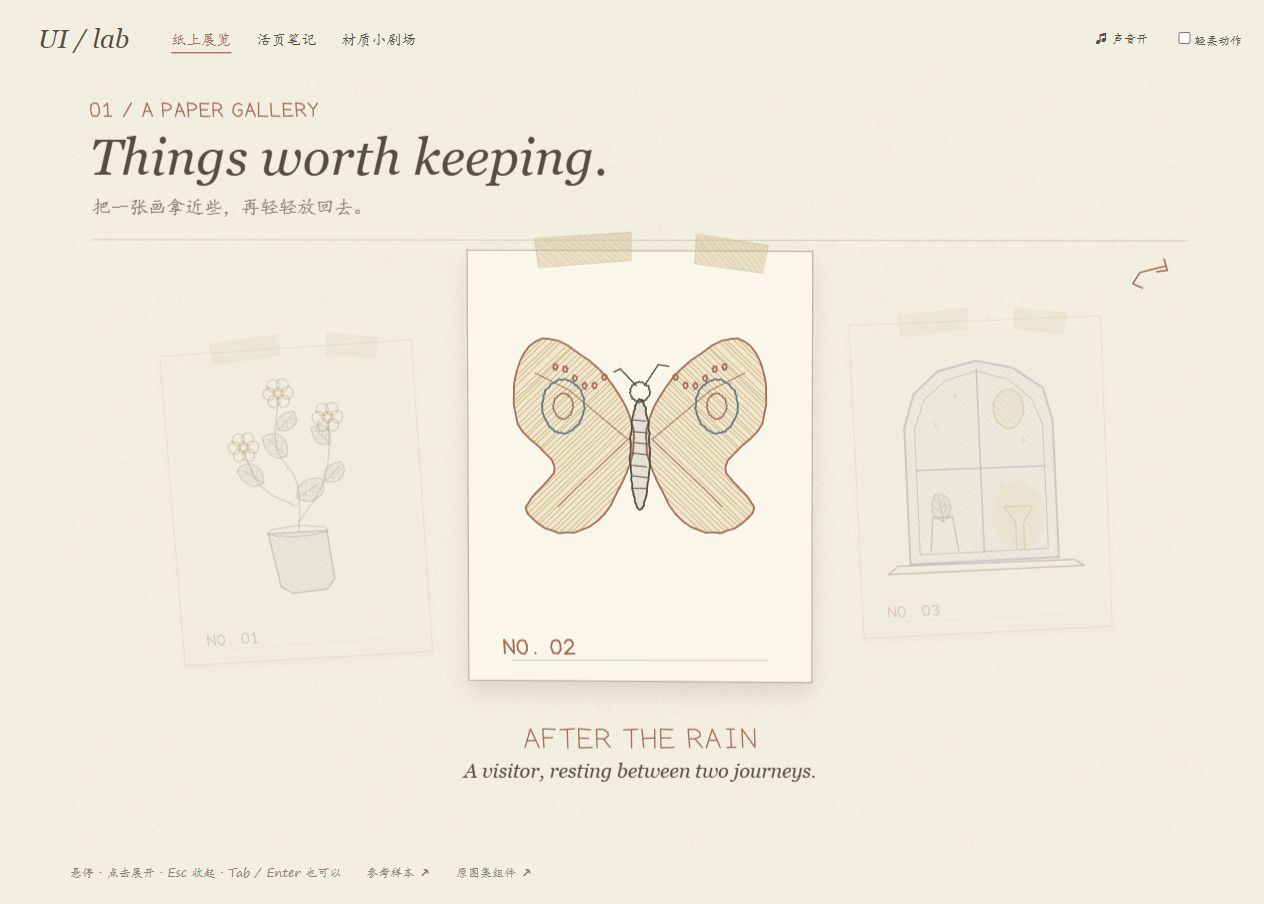 UI / lab
纸上展览 活页笔记 材质小剧场
♫ 声音开 轻柔动作
01 / A PAPER GALLERY
Things worth keeping.
把一张画拿近些，再轻轻放回去。
NO. 01
NO. 02
NO. 03
AFTER THE RAIN
A visitor, resting between two journeys.
悬停 · 点击展开 · Esc 收起 · Tab / Enter 也可以 参考样本 ↗ 原图集组件 ↗